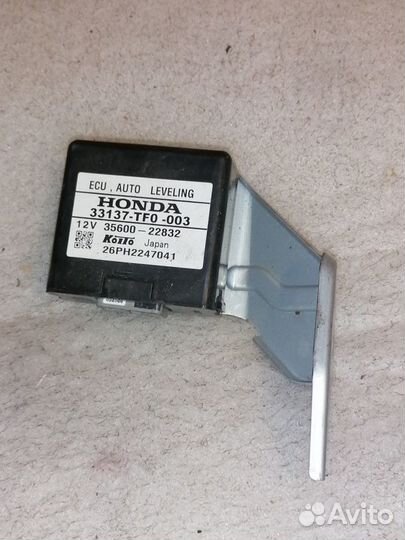 ECU . AUTO LEVELING
HONDA
33137-TF0 -003
12V 35600-22832
Koito Japan
26PH2247041
Avito